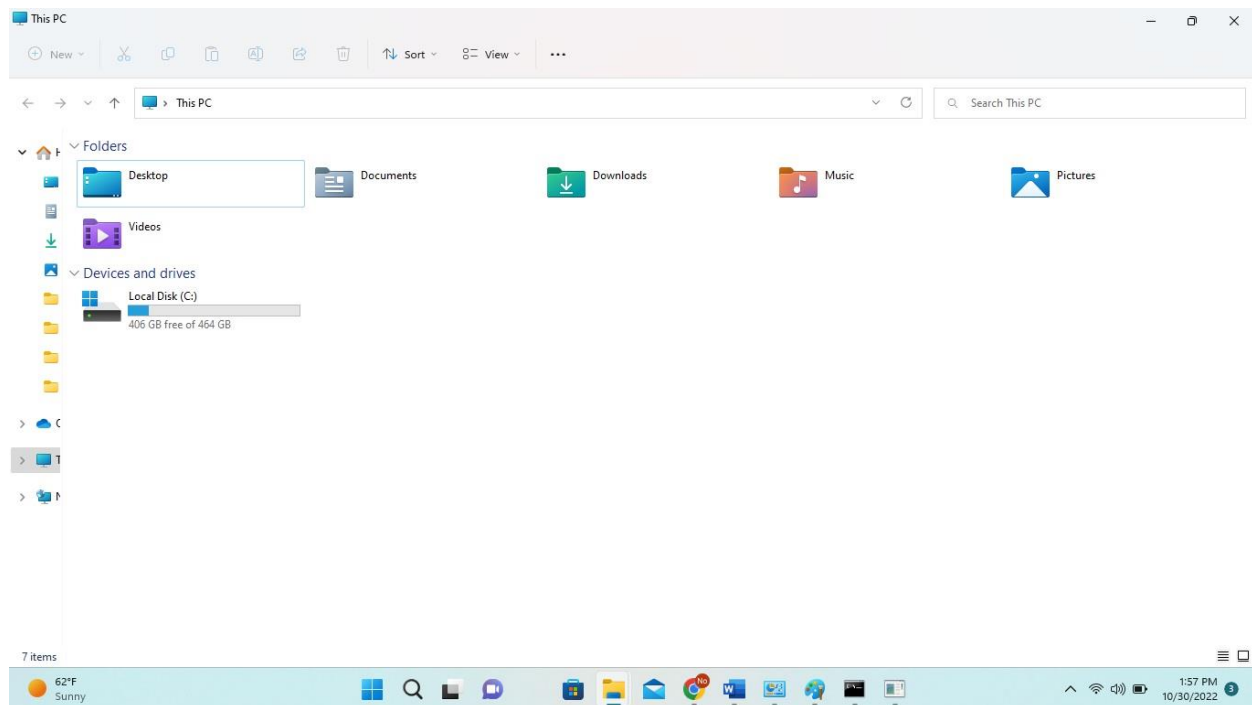 This PC
New
Sort
View
This PC
Search This PC
Folders
Desktop
Documents
Downloads
Music
Pictures
Videos
Devices and drives
Local Disk (C:)
406 GB free of 464 GB
7 items
62°F
Sunny
No
1:57 PM
10/30/2022
3